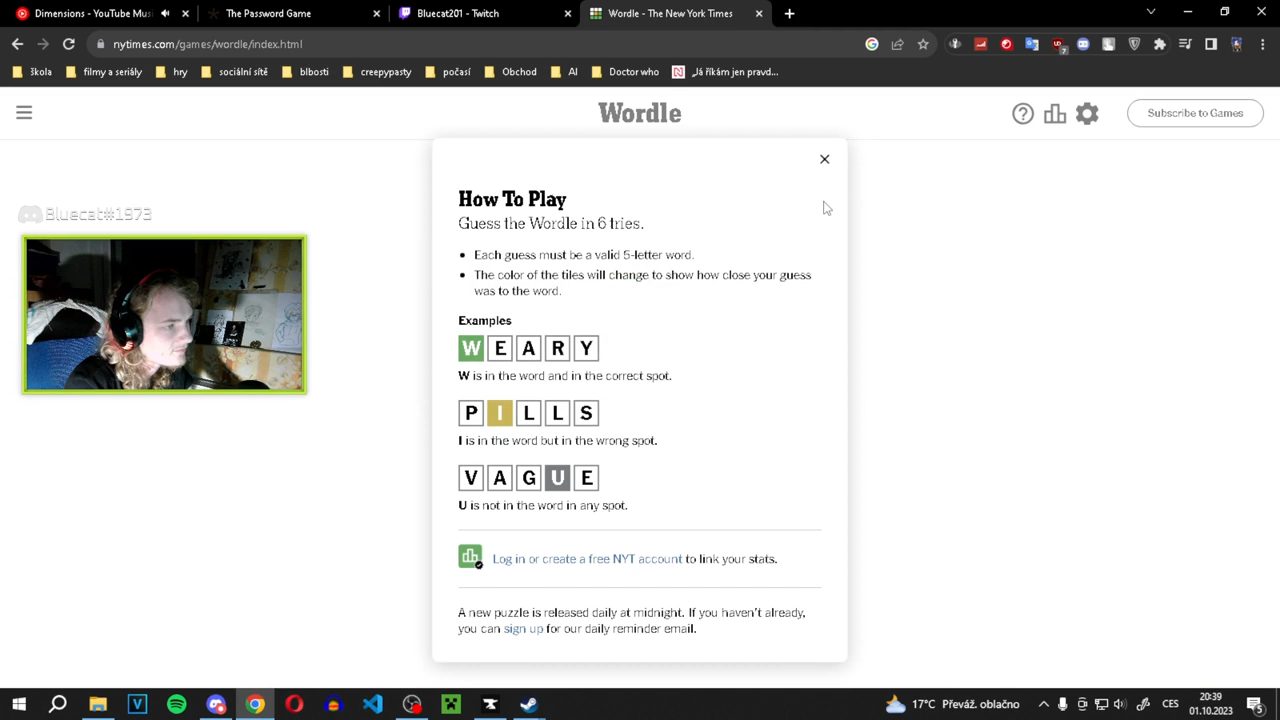 Dimensions - YouTube Mus
The Password Game
Bluecat201 - Twitch
Wordle - The New York Times
nytimes.com/games/wordle/index.html
škola
filmy a seriály
hry
sociální sítě
blbosti
creepypasty
počasí
Obchod
AI
Doctor who
„Já říkám jen pravd...
Wordle
Subscribe to Games
Bluecat#1973
How To Play
Guess the Wordle in 6 tries.
Each guess must be a valid 5-letter word.
The color of the tiles will change to show how close your guess
was to the word.
Examples
W E A R Y
W is in the word and in the correct spot.
P I L L S
I is in the word but in the wrong spot.
V A G U E
U is not in the word in any spot.
Log in or create a free NYT account to link your stats.
A new puzzle is released daily at midnight. If you haven't already,
you can sign up for our daily reminder email.
17°C Převáž. oblačno
CES
20:39
01.10.2023